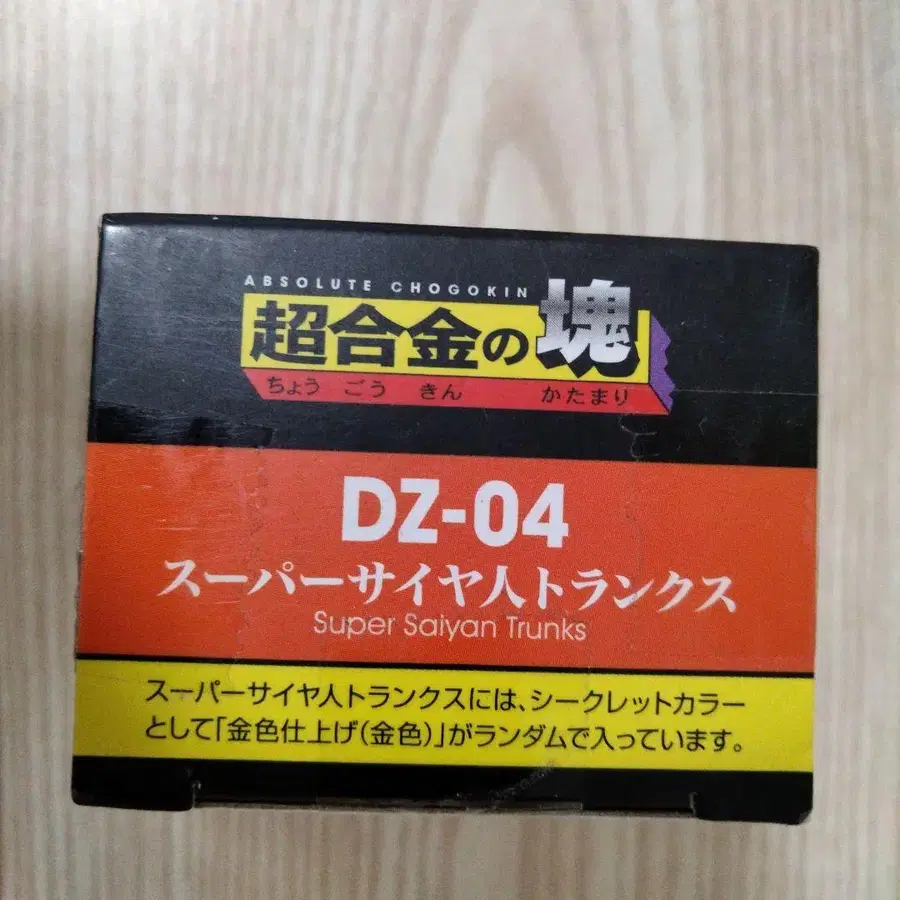 ABSOLUTE CHOGOKIN
超合金の塊
ちょう ごう きん かたまり
DZ-04
スーパーサイヤ人トランクス
Super Saiyan Trunks
スーパーサイヤ人トランクスには、シークレットカラー
として「金色仕上げ(金色)」がランダムで入っています。